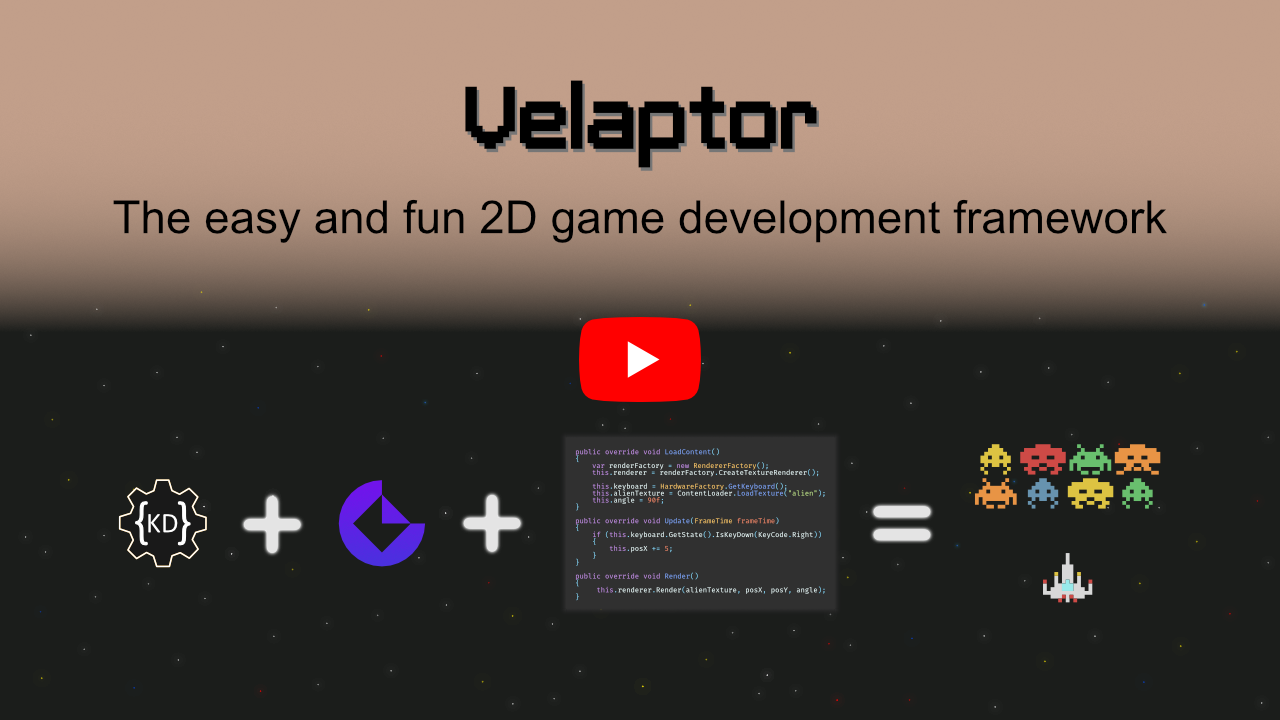 Velaptor
The easy and fun 2D game development framework
{KD}
public override void LoadContent()
{
var renderFactory = new RendererFactory();
this.renderer = renderFactory.CreateTextureRenderer();
this.keyboard = HardwareFactory.GetKeyboard();
this.alienTexture = ContentLoader.LoadTexture("alien");
this.angle = 90f;
}
public override void Update(FrameTime frameTime)
{
if (this.keyboard.GetState().IsKeyDown(KeyCode.Right))
{
this.posX += 5;
}
}
public override void Render()
{
this.renderer.Render(alienTexture, posX, posY, angle);
}